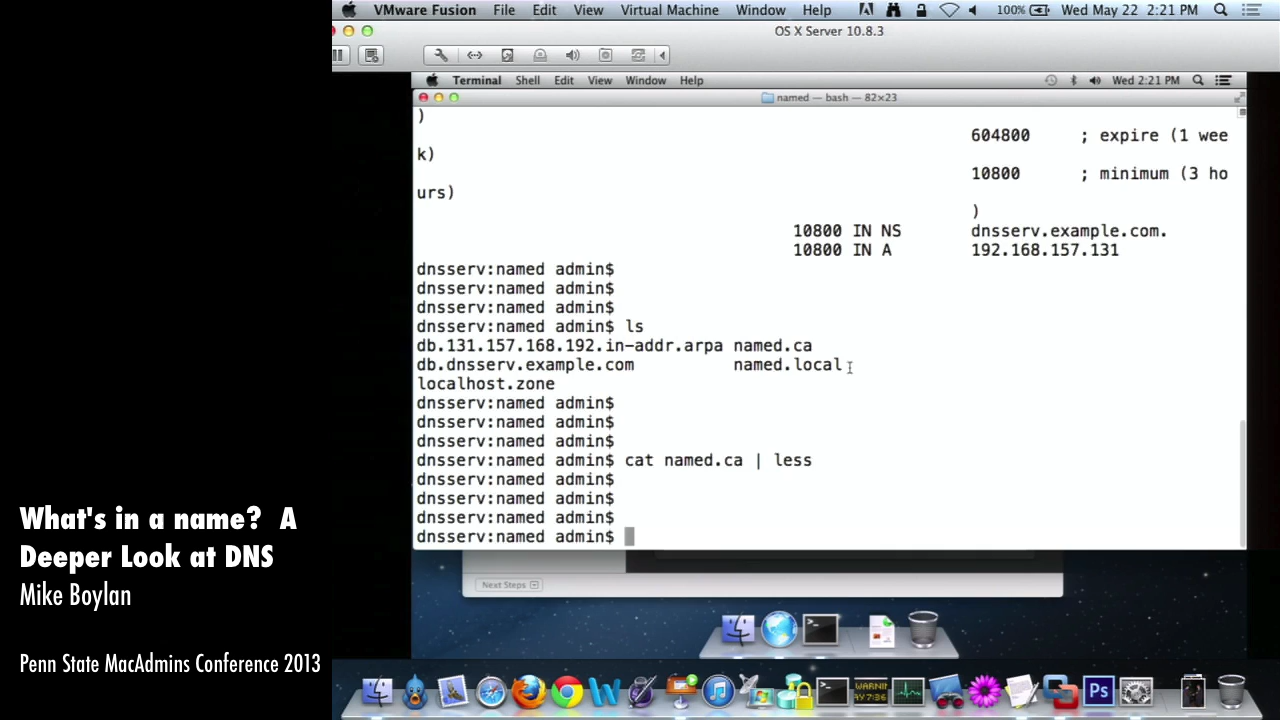 VMware Fusion File Edit View Virtual Machine Window Help 100% Wed May 22 2:21 PM
OS X Server 10.8.3
Terminal Shell Edit View Window Help Wed 2:21 PM
named — bash — 82×23
)
604800 ; expire (1 wee
k)
10800 ; minimum (3 ho
urs)
)
10800 IN NS dnsserv.example.com.
10800 IN A 192.168.157.131
dnsserv:named admin$
dnsserv:named admin$
dnsserv:named admin$
dnsserv:named admin$ ls
db.131.157.168.192.in-addr.arpa named.ca
db.dnsserv.example.com named.local
localhost.zone
dnsserv:named admin$
dnsserv:named admin$
dnsserv:named admin$
dnsserv:named admin$ cat named.ca | less
dnsserv:named admin$
dnsserv:named admin$
dnsserv:named admin$
dnsserv:named admin$
Next Steps
What's in a name? A
Deeper Look at DNS
Mike Boylan
Penn State MacAdmins Conference 2013
Ps